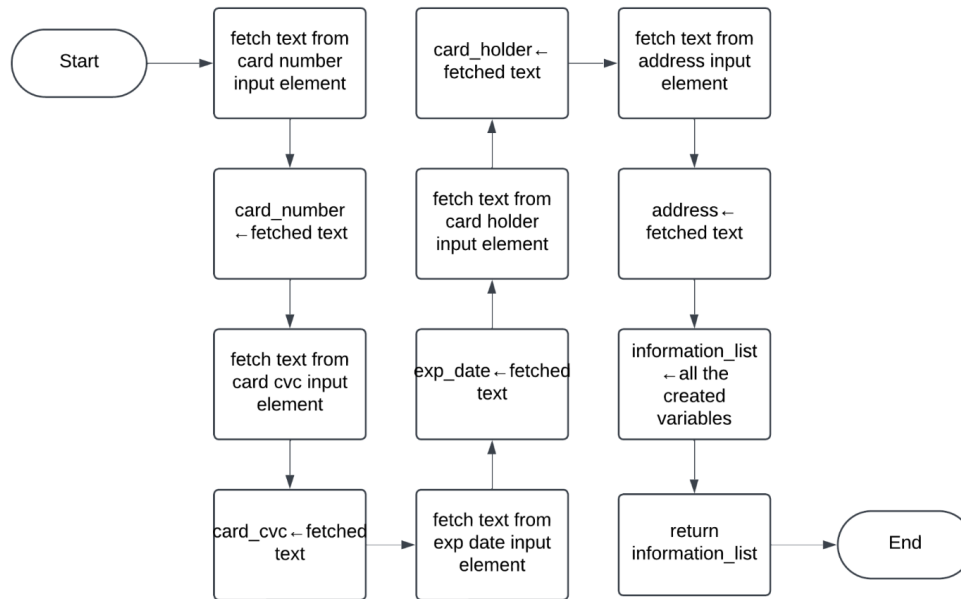 Start
fetch text from
card number
input element
card_number
←fetched text
fetch text from
card cvc input
element
card_cvc←fetched
text
fetch text from
exp date input
element
exp_date←fetched
text
fetch text from
card holder
input element
card_holder←
fetched text
fetch text from
address input
element
address←
fetched text
information_list
←all the
created
variables
return
information_list
End